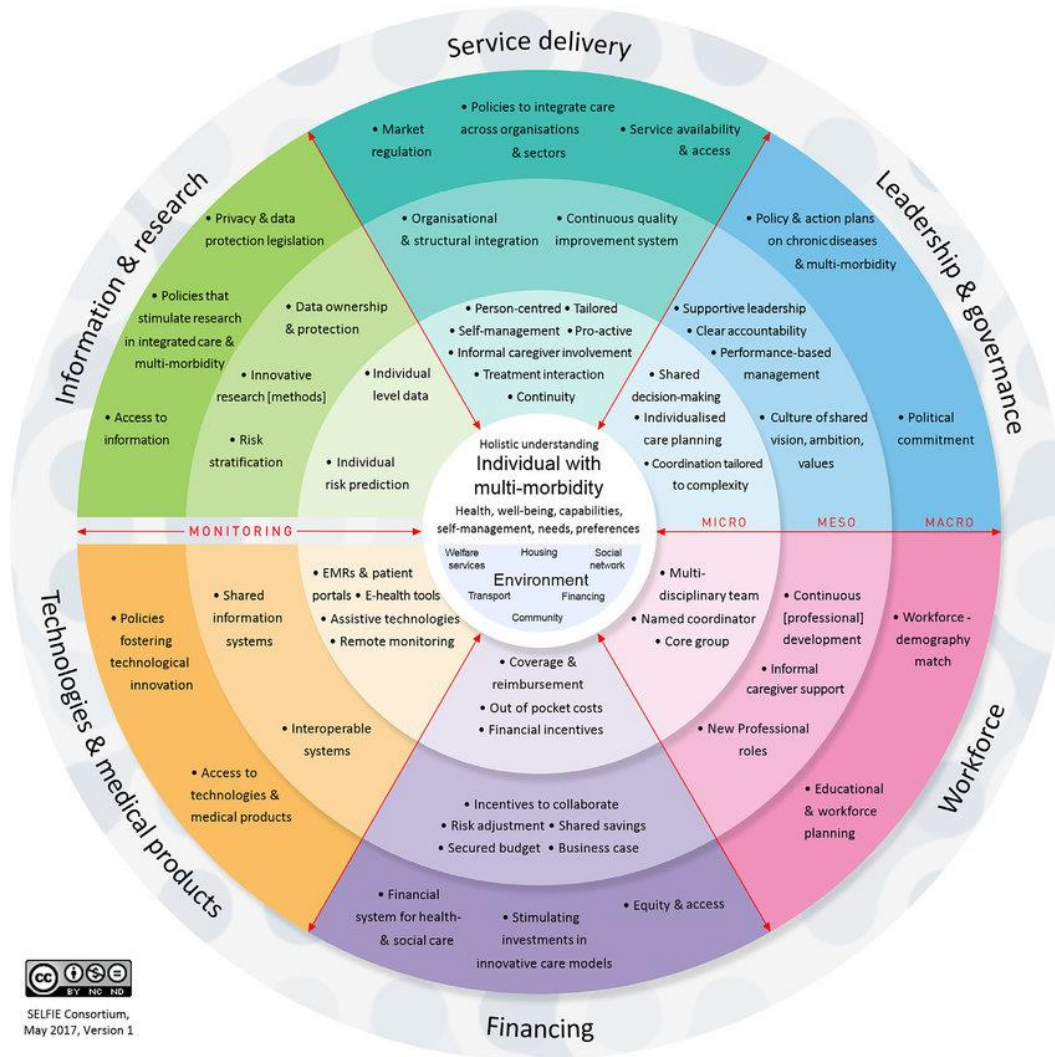 Service delivery
• Policies to integrate care
across organisations
& sectors
• Market
regulation
• Service availability
& access
• Organisational
& structural integration
• Continuous quality
improvement system
• Person-centred • Tailored
• Self-management • Pro-active
• Informal caregiver involvement
• Treatment interaction
• Continuity
Leadership & governance
• Policy & action plans
on chronic diseases
& multi-morbidity
• Political
commitment
• Supportive leadership
• Clear accountability
• Performance-based
management
• Culture of shared
vision, ambition,
values
• Shared
decision-making
• Individualised
care planning
• Coordination tailored
to complexity
Information & research
• Privacy & data
protection legislation
• Policies that
stimulate research
in integrated care &
multi-morbidity
• Access to
information
• Data ownership
& protection
• Innovative
research [methods]
• Risk
stratification
• Individual
level data
• Individual
risk prediction
Holistic understanding
Individual with
multi-morbidity
Health, well-being, capabilities,
self-management, needs, preferences
Welfare
services
Housing
Social
network
Environment
Transport
Financing
Community
MONITORING
MICRO
MESO
MACRO
Technologies & medical products
• EMRs & patient
portals • E-health tools
• Assistive technologies
• Remote monitoring
• Shared
information
systems
• Interoperable
systems
• Policies
fostering
technological
innovation
• Access to
technologies &
medical products
Workforce
• Multi-
disciplinary team
• Named coordinator
• Core group
• Continuous
[professional]
development
• Informal
caregiver support
• New Professional
roles
• Workforce -
demography
match
• Educational
& workforce
planning
• Coverage &
reimbursement
• Out of pocket costs
• Financial incentives
• Incentives to collaborate
• Risk adjustment • Shared savings
• Secured budget • Business case
• Financial
system for health-
& social care
• Stimulating
investments in
innovative care models
• Equity & access
Financing
cc
BY NC ND
SELFIE Consortium,
May 2017, Version 1